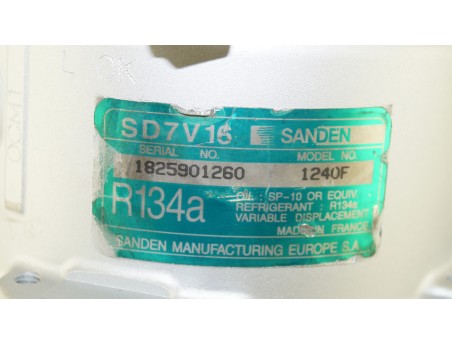 SD7V16 SANDEN
SERIAL NO. MODEL NO.
1825901260 1240F
R134a OIL : SP-10 OR EQUIV.
REFRIGERANT : R134a
VARIABLE DISPLACEMENT
MADE IN FRANCE
SANDEN MANUFACTURING EUROPE S.A.